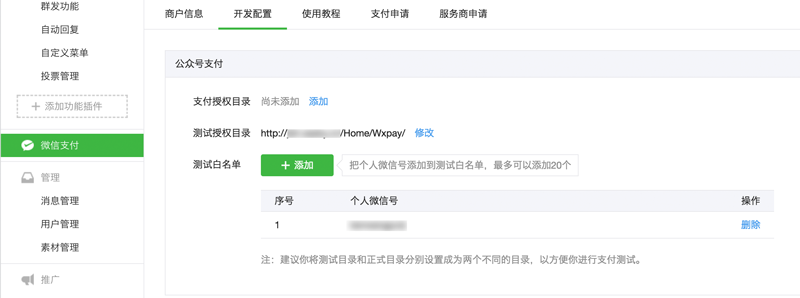 群发功能
自动回复
自定义菜单
投票管理
添加功能插件
微信支付
管理
消息管理
用户管理
素材管理
推广
商户信息 开发配置 使用教程 支付申请 服务商申请
公众号支付
支付授权目录 尚未添加 添加
测试授权目录 http:// /Home/Wxpay/ 修改
测试白名单 + 添加 把个人微信号添加到测试白名单，最多可以添加20个
序号 个人微信号 操作
1 删除
注：建议你将测试目录和正式目录分别设置成为两个不同的目录，以方便你进行支付测试。